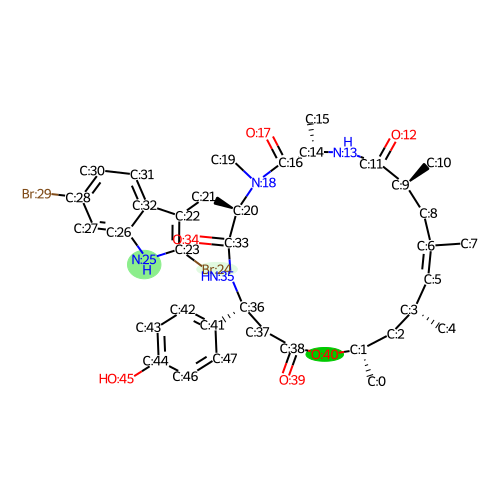 C:15
O:17
H
O:12
C:14 N:13
C:19 C:16 C:11
C:10
C:30 C:31 N:18 C:9
Br:29 C:28 C:32 C:21 C:20 C:8
C:22
C:27 C:26 O:34 C:33 C:6 C:7
N:25 C:23
H Br:24 HN:35 C:5
C:42 C:36 C:3
C:43 C:41 C:37 C:2 C:4
C:44 C:47 C:38 O:40 C:1
HO:45 C:46 O:39 C:0